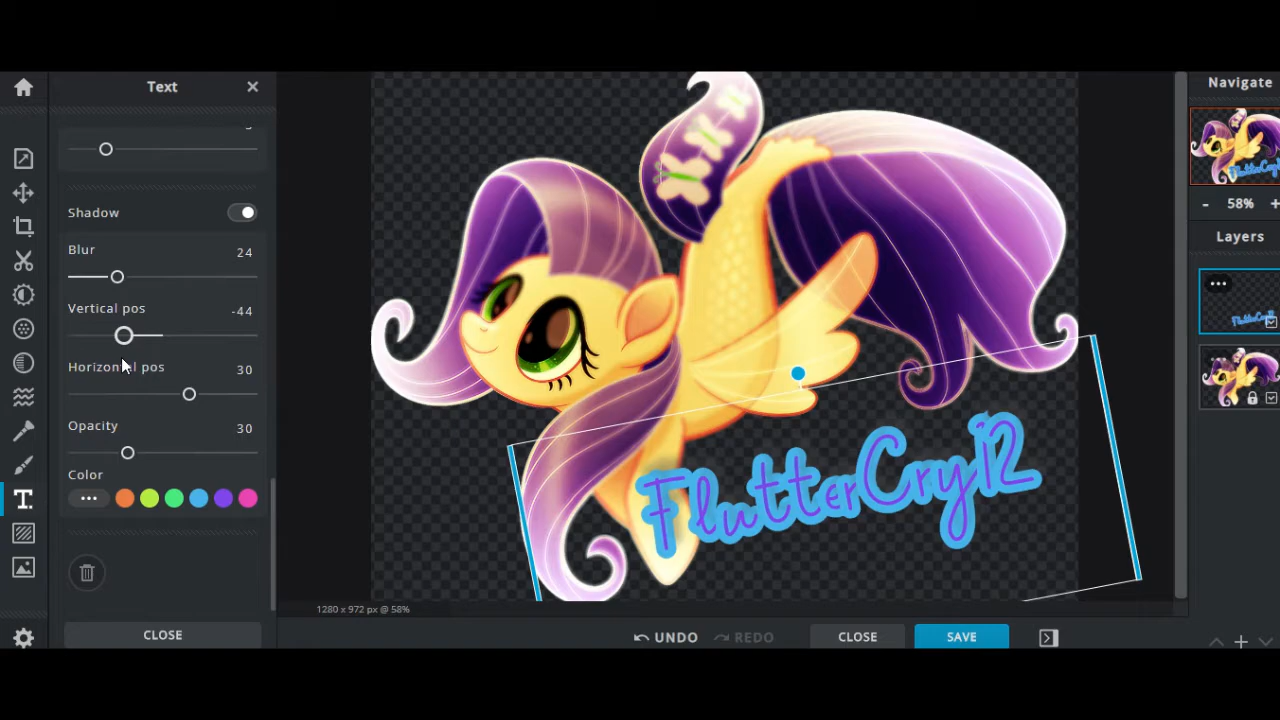 Text
Navigate
58%
Shadow
Layers
Blur
24
Vertical pos
-44
Horizontal pos
30
Opacity
30
Color
FlutterCry12
1280 x 972 px @ 58%
CLOSE
UNDO
REDO
CLOSE
SAVE